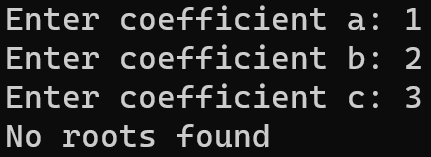 Enter coefficient a: 1
Enter coefficient b: 2
Enter coefficient c: 3
No roots found